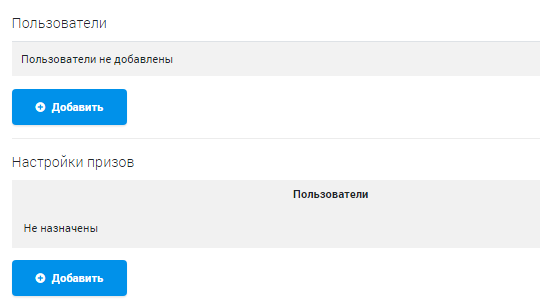 Пользователи
Пользователи не добавлены
Добавить
Настройки призов
Пользователи
Не назначены
Добавить